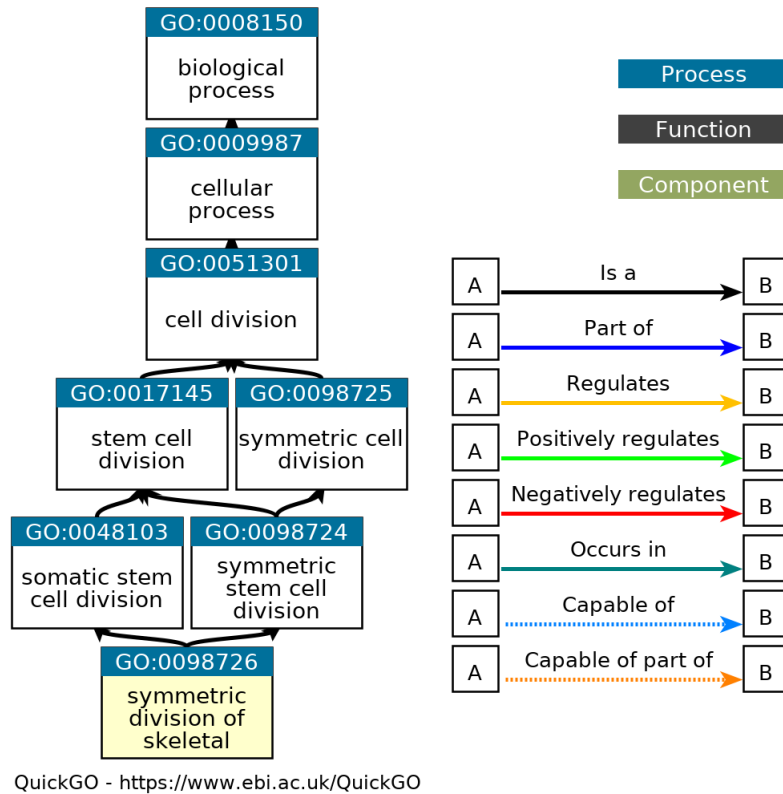 GO:0008150
biological
process
GO:0009987
cellular
process
GO:0051301
cell division
GO:0017145
stem cell
division
GO:0098725
symmetric cell
division
GO:0048103
somatic stem
cell division
GO:0098724
symmetric
stem cell
division
GO:0098726
symmetric
division of
skeletal
QuickGO - https://www.ebi.ac.uk/QuickGO
Process
Function
Component
A Is a B
A Part of B
A Regulates B
A Positively regulates B
A Negatively regulates B
A Occurs in B
A Capable of B
A Capable of part of B